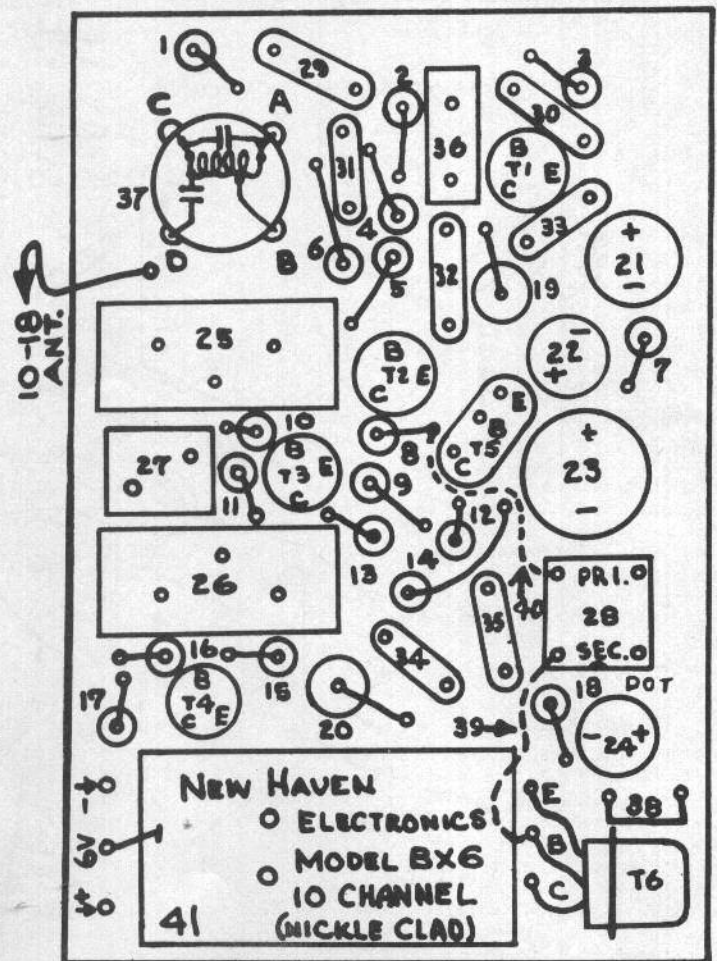 1
29
2
3
C
A
30
36
B
T1 E
C
31
37
33
4
D
B
6
5
32
19
+
21
-
10-18
ANT.
25
B
T2 E
C
-
22
+
7
E
B
T5
C
10
8
+
23
-
27
B
T3 E
C
11
9
12
13
14
26
40
PRI.
28
SEC.
35
34
16
15
18
DOT
17
B
T4 E
C
20
39
- 24 +
-V
6V
V+
NEW HAVEN
ELECTRONICS
MODEL BX6
10 CHANNEL
(NICKLE CLAD)
41
E
B
C
38
T6